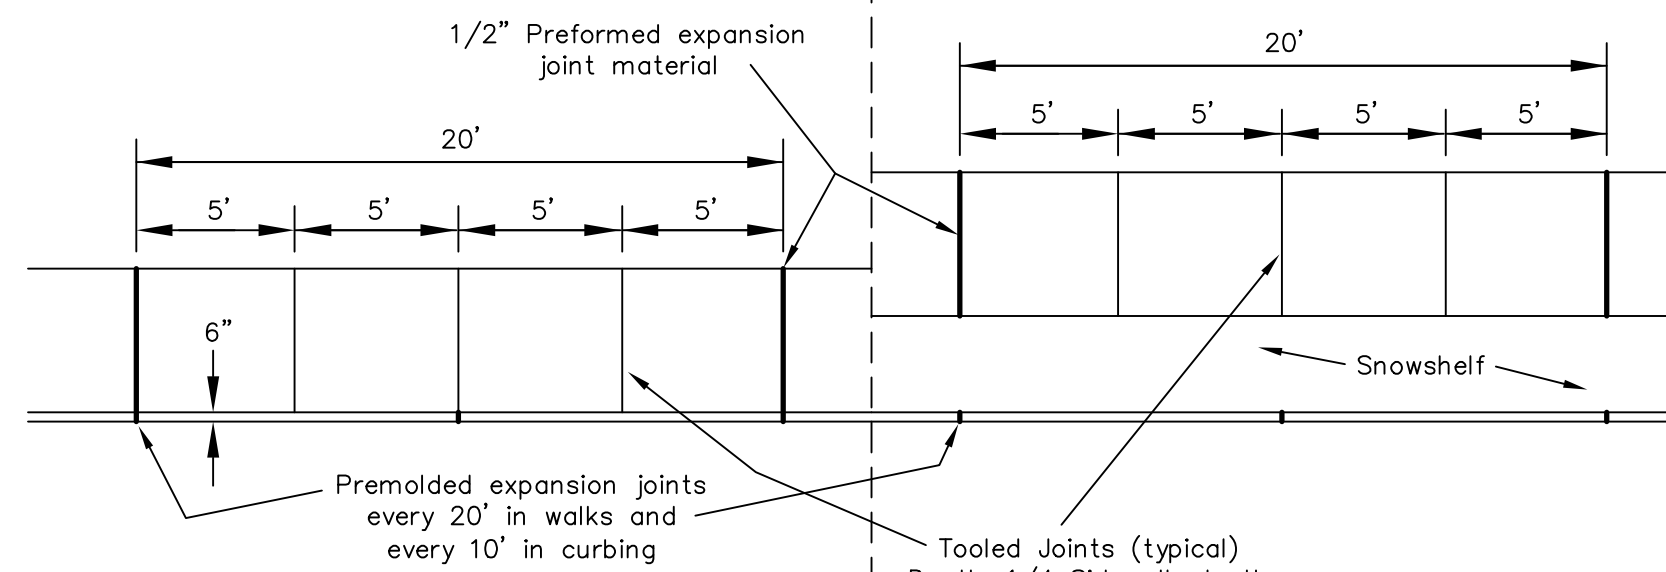 1/2” Preformed expansion
joint material
20’
5’ 5’ 5’ 5’
20’
5’ 5’ 5’ 5’
6”
Snowshelf
Premolded expansion joints
every 20’ in walks and
every 10’ in curbing
Tooled Joints (typical)